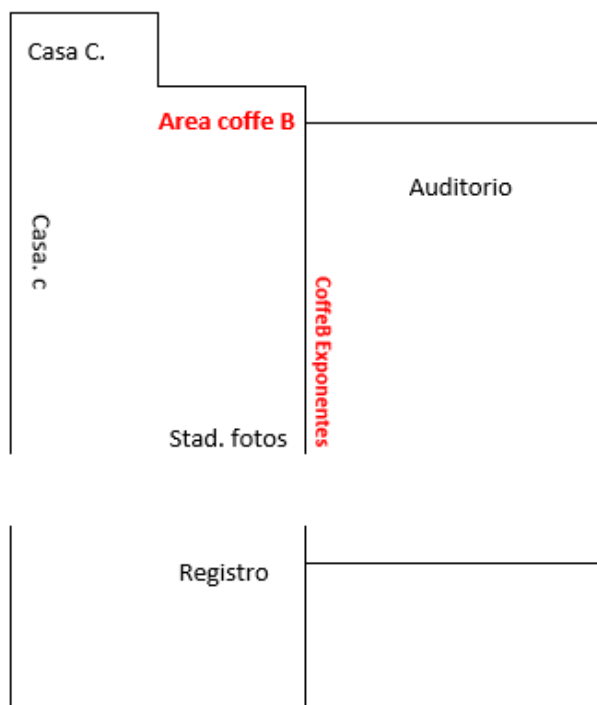 Casa C.
Area coffe B
Auditorio
Casa. c
CoffeB Exponentes
Stad. fotos
Registro